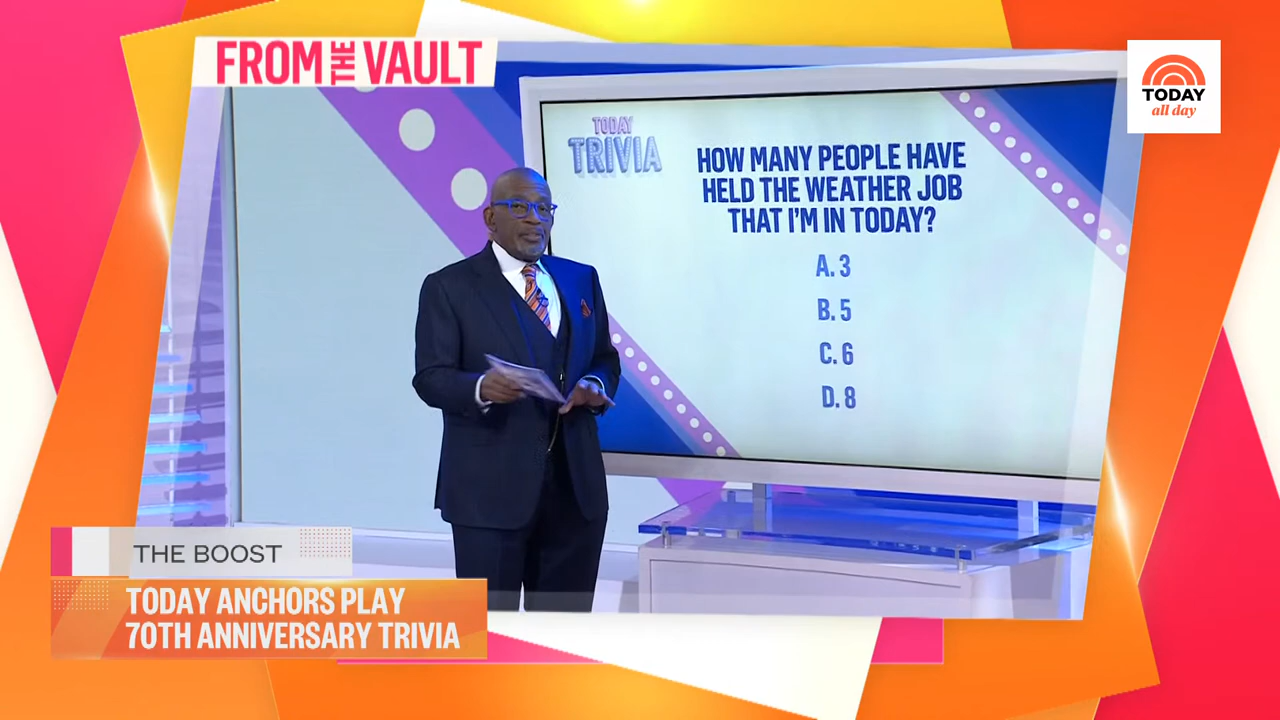 FROM THE VAULT
TODAY
all day
TODAY
TRIVIA
HOW MANY PEOPLE HAVE
HELD THE WEATHER JOB
THAT I'M IN TODAY?
A. 3
B. 5
C. 6
D. 8
THE BOOST
TODAY ANCHORS PLAY
70TH ANNIVERSARY TRIVIA